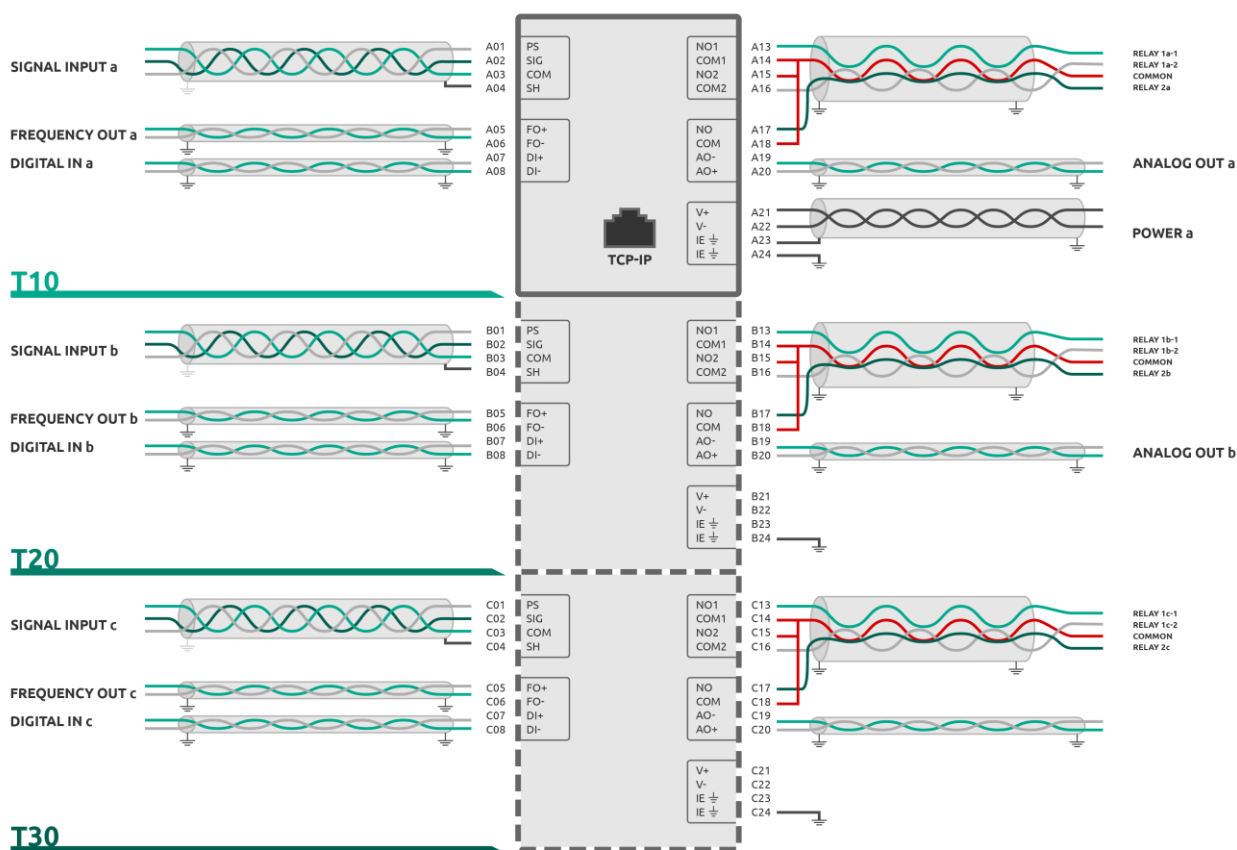 SIGNAL INPUT a
A01 PS
A02 SIG
A03 COM
A04 SH
FREQUENCY OUT a
DIGITAL IN a
A05 FO+
A06 FO-
A07 DI+
A08 DI-
NO1 A13
COM1 A14
NO2 A15
COM2 A16
RELAY 1a-1
RELAY 1a-2
COMMON
RELAY 2a
NO A17
COM A18
AO- A19
AO+ A20
ANALOG OUT a
V+ A21
V- A22
IE A23
IE A24
POWER a
TCP-IP
T10
SIGNAL INPUT b
B01 PS
B02 SIG
B03 COM
B04 SH
FREQUENCY OUT b
DIGITAL IN b
B05 FO+
B06 FO-
B07 DI+
B08 DI-
NO1 B13
COM1 B14
NO2 B15
COM2 B16
RELAY 1b-1
RELAY 1b-2
COMMON
RELAY 2b
NO B17
COM B18
AO- B19
AO+ B20
ANALOG OUT b
V+ B21
V- B22
IE B23
IE B24
T20
SIGNAL INPUT c
C01 PS
C02 SIG
C03 COM
C04 SH
FREQUENCY OUT c
DIGITAL IN c
C05 FO+
C06 FO-
C07 DI+
C08 DI-
NO1 C13
COM1 C14
NO2 C15
COM2 C16
RELAY 1c-1
RELAY 1c-2
COMMON
RELAY 2c
NO C17
COM C18
AO- C19
AO+ C20
V+ C21
V- C22
IE C23
IE C24
T30